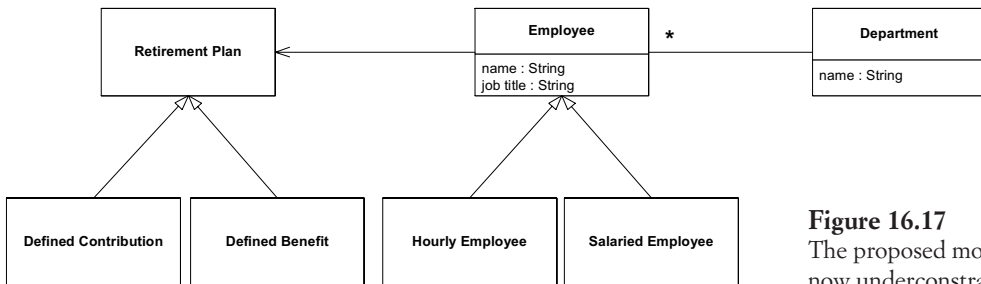 Retirement Plan
Employee
*
Department
name : String
job title : String
name : String
Defined Contribution
Defined Benefit
Hourly Employee
Salaried Employee
Figure 16.17
The proposed mo
now underconstra